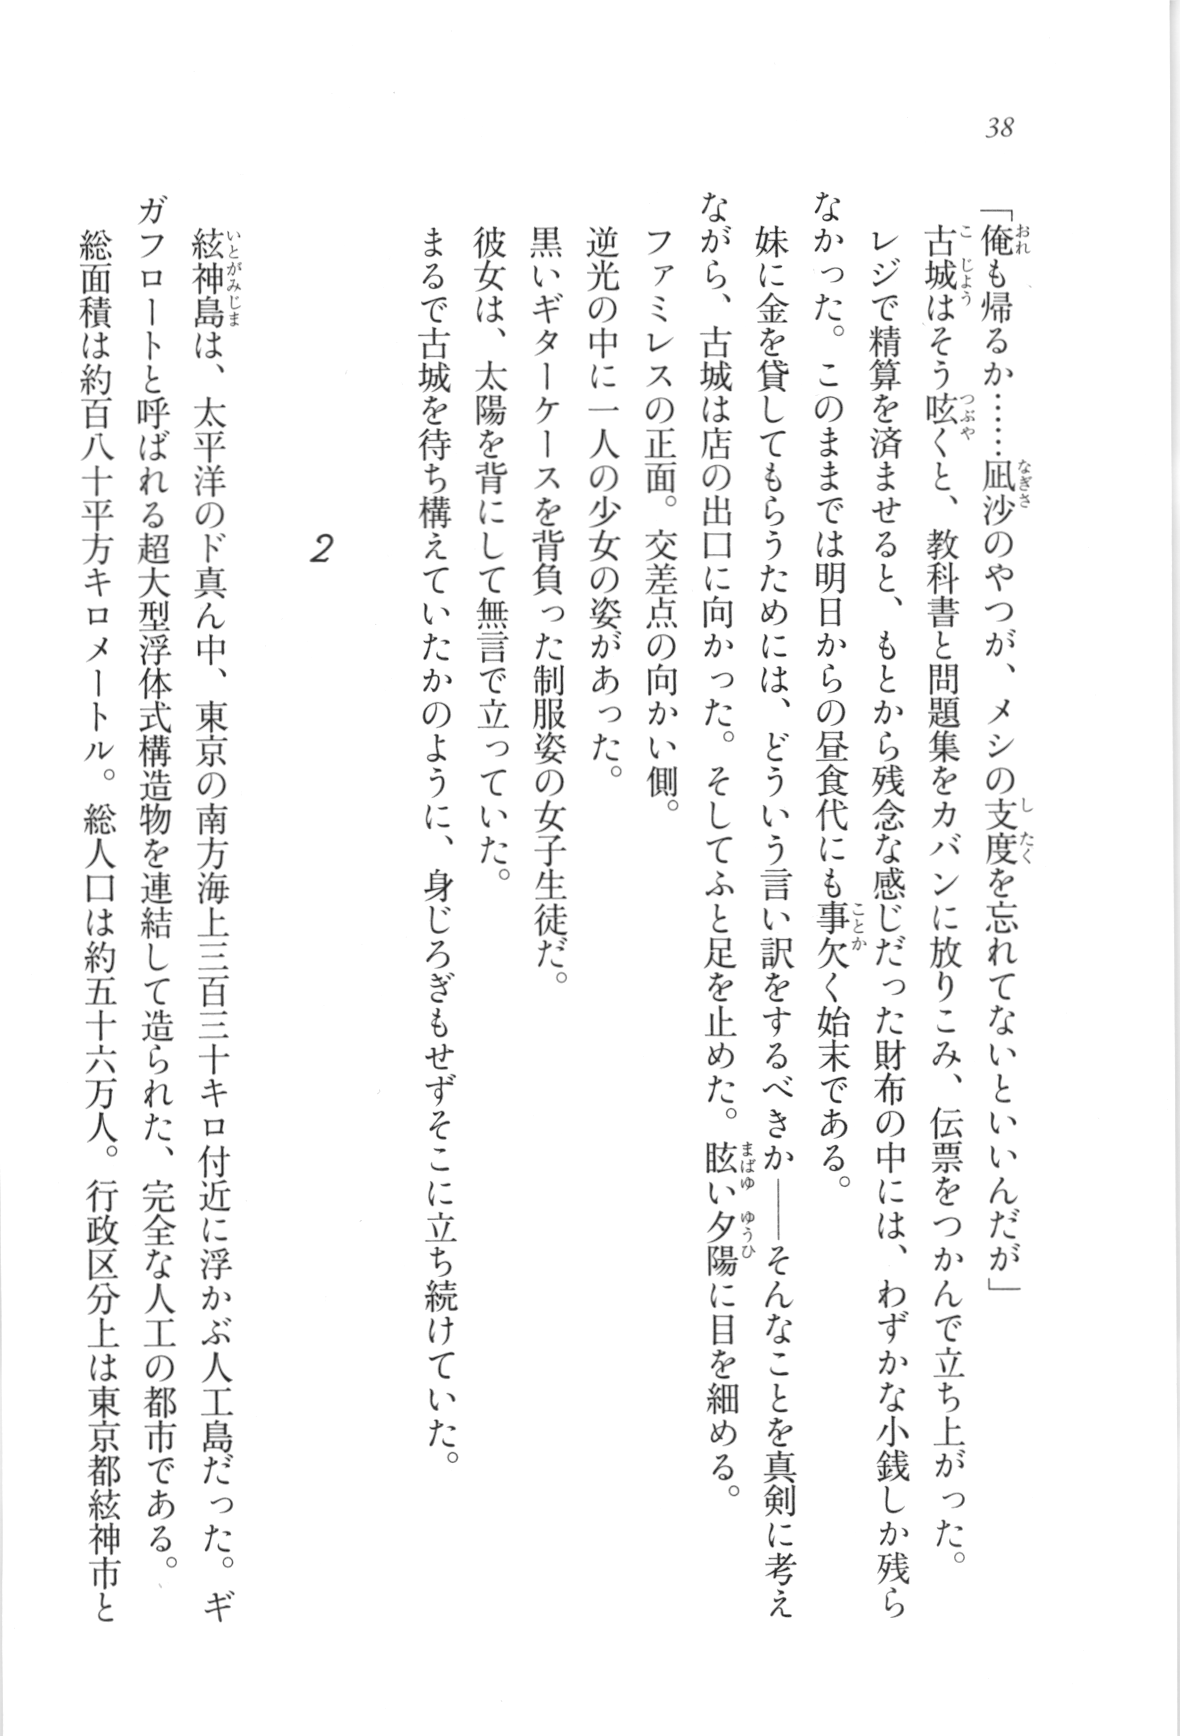 38
「俺も帰るか……凪沙のやつが、メシの支度を忘れてないといいんだが」
古城はそう呟くと、教科書と問題集をカバンに放りこみ、伝票をつかんで立ち上がった。
レジで精算を済ませると、もとから残念な感じだった財布の中には、わずかな小銭しか残ら
なかった。このままでは明日からの昼食代にも事欠く始末である。
妹に金を貸してもらうためには、どういう言い訳をするべきか――そんなことを真剣に考え
ながら、古城は店の出口に向かった。そしてふと足を止めた。眩い夕陽に目を細める。
ファミレスの正面。交差点の向かい側。
逆光の中に一人の少女の姿があった。
黒いギターケースを背負った制服姿の女子生徒だ。
彼女は、太陽を背にして無言で立っていた。
まるで古城を待ち構えていたかのように、身じろぎもせずそこに立ち続けていた。
2
絃神島は、太平洋のド真ん中、東京の南方海上三百三十キロ付近に浮かぶ人工島だった。ギ
ガフロートと呼ばれる超大型浮体式構造物を連結して造られた、完全な人工の都市である。
総面積は約百八十平方キロメートル。総人口は約五十六万人。行政区分上は東京都絃神市と